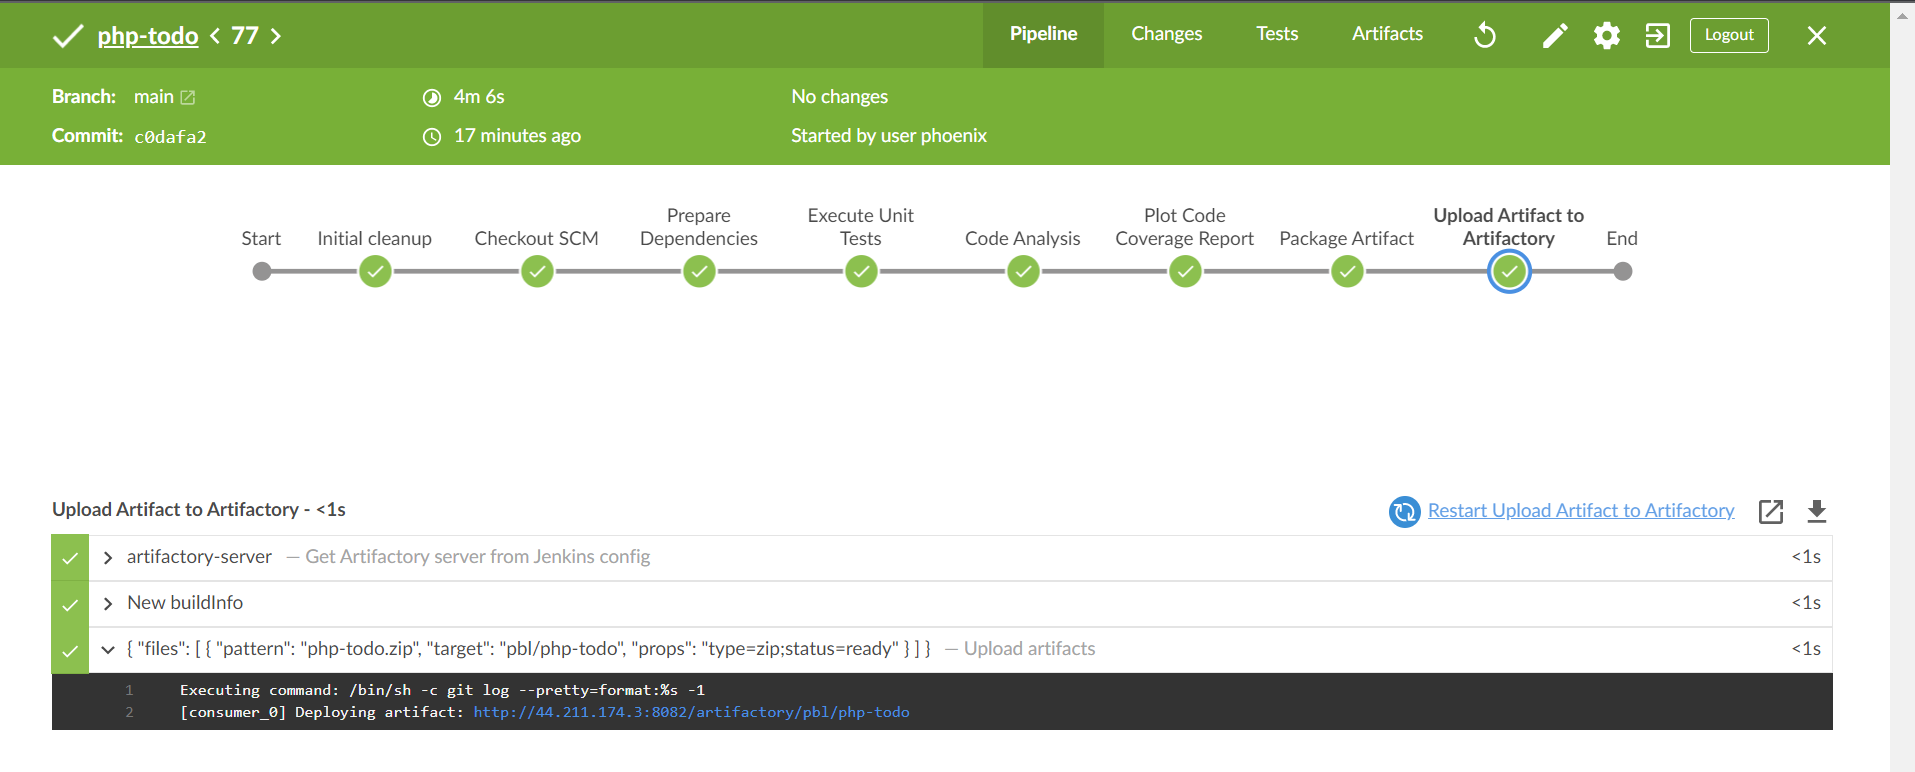 php-todo < 77 >
Pipeline Changes Tests Artifacts Logout
Branch: main 4m 6s No changes
Commit: c0dafa2 17 minutes ago Started by user phoenix
Start
Initial cleanup
Checkout SCM
Prepare
Dependencies
Execute Unit
Tests
Code Analysis
Plot Code
Coverage Report
Package Artifact
Upload Artifact to
Artifactory
End
Upload Artifact to Artifactory - <1s
Restart Upload Artifact to Artifactory
artifactory-server — Get Artifactory server from Jenkins config <1s
New buildInfo <1s
{ "files": [ { "pattern": "php-todo.zip", "target": "pbl/php-todo", "props": "type=zip;status=ready" } ] } — Upload artifacts <1s
1 Executing command: /bin/sh -c git log --pretty=format:%s -1
2 [consumer_0] Deploying artifact: http://44.211.174.3:8082/artifactory/pbl/php-todo